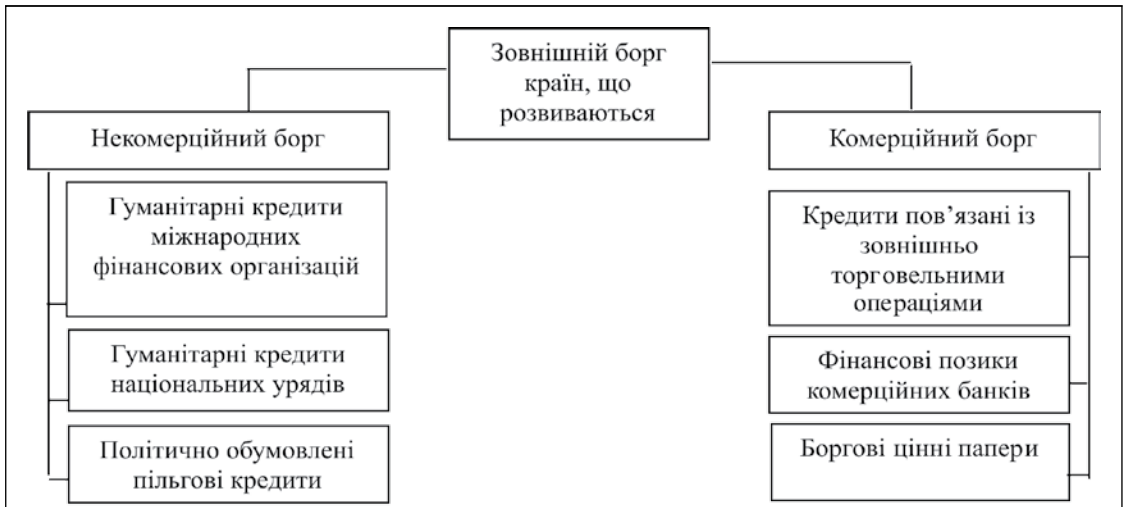 Зовнішній борг
країн, що
розвиваються
Некомерційний борг
Гуманітарні кредити
міжнародних
фінансових організацій
Гуманітарні кредити
національних урядів
Політично обумовлені
пільгові кредити
Комерційний борг
Кредити пов’язані із
зовнішньо
торговельними
операціями
Фінансові позики
комерційних банків
Боргові цінні папери